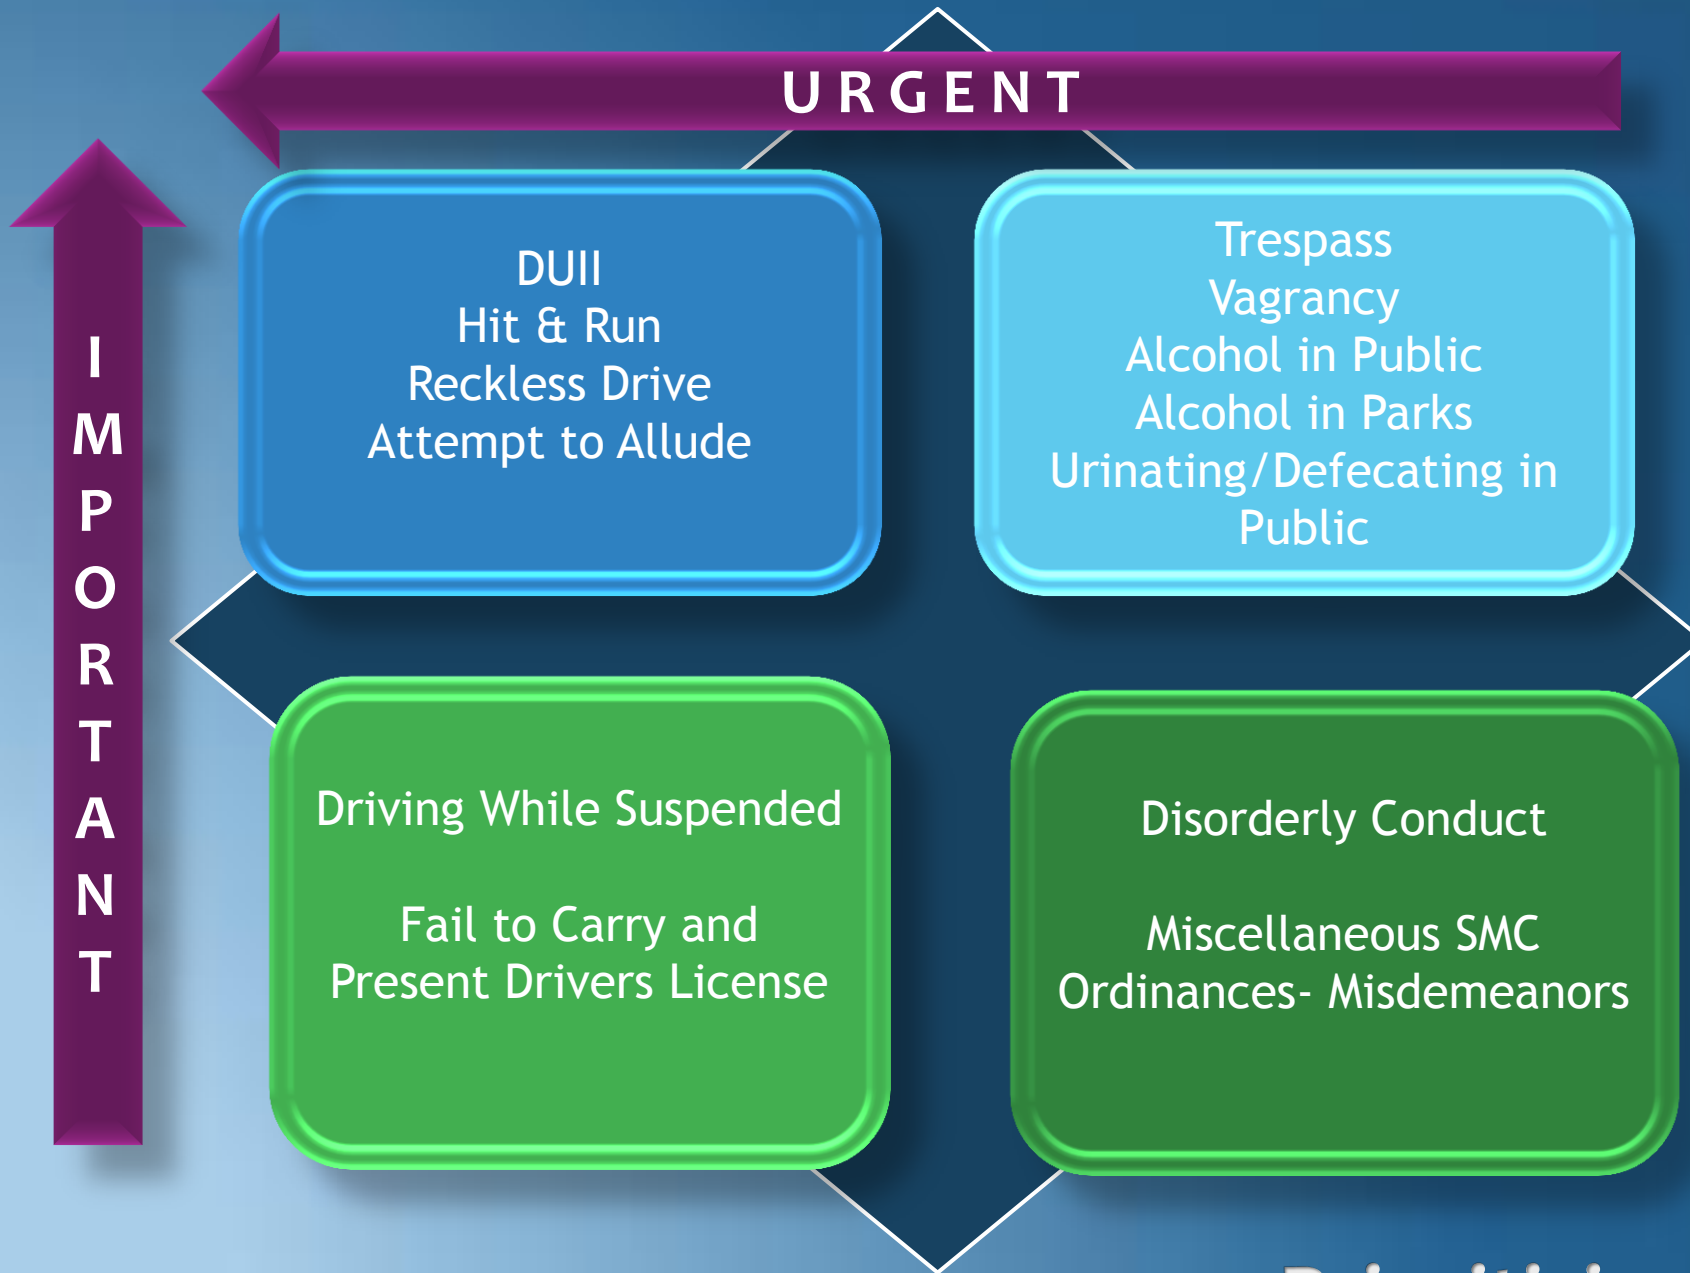 URGENT
IMPORTANT
DUII
Hit & Run
Reckless Drive
Attempt to Allude
Trespass
Vagrancy
Alcohol in Public
Alcohol in Parks
Urinating/Defecating in
Public
Driving While Suspended
Fail to Carry and
Present Drivers License
Disorderly Conduct
Miscellaneous SMC
Ordinances- Misdemeanors